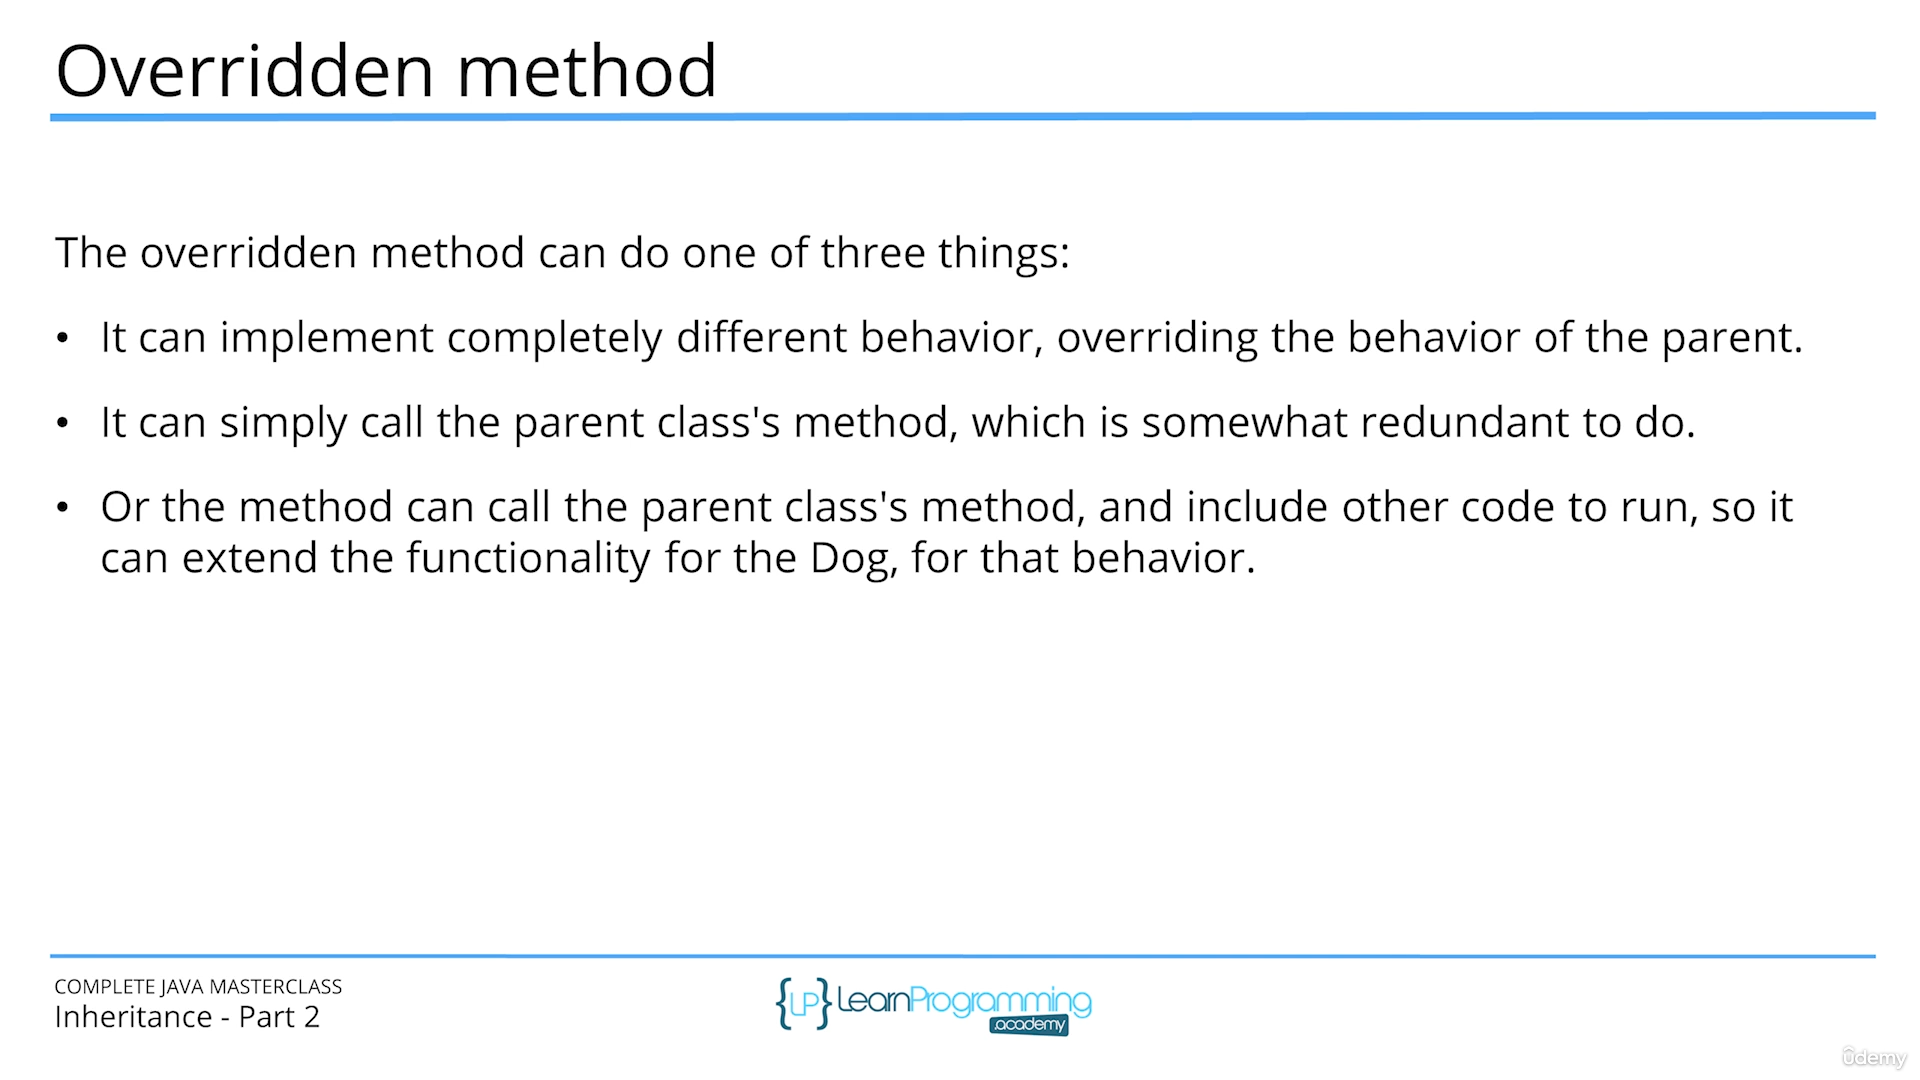 Overridden method
The overridden method can do one of three things:
• It can implement completely different behavior, overriding the behavior of the parent.
• It can simply call the parent class's method, which is somewhat redundant to do.
• Or the method can call the parent class's method, and include other code to run, so it
can extend the functionality for the Dog, for that behavior.
COMPLETE JAVA MASTERCLASS
Inheritance - Part 2
{LP} LearnProgramming
.academy
ûdemy